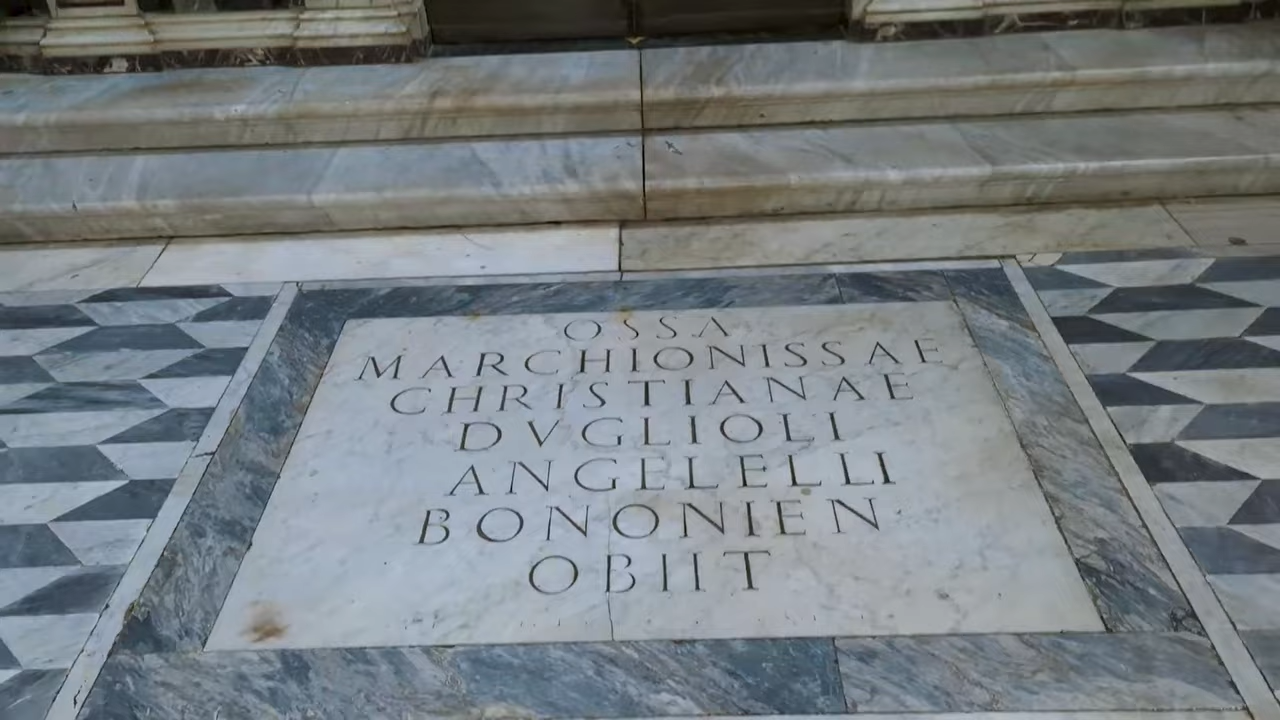 OSSA
MARCHIONISSAE
CHRISTIANAE
DVGLIOLI
ANGELELLI
BONONIEN
OBIIT